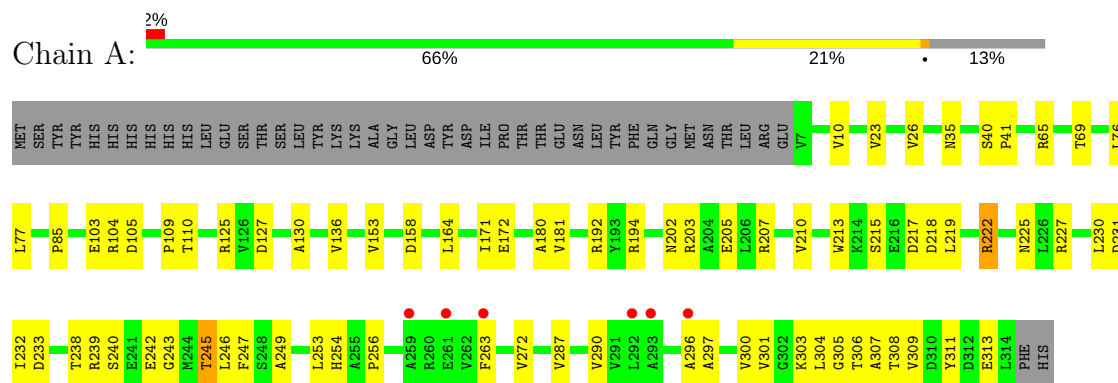 2%
Chain A:
66% 21% • 13%
MET SER TYR TYR HIS HIS HIS HIS HIS HIS LEU GLU SER THR SER LEU TYR LYS LYS ALA GLY LEU ASP TYR ASP ILE PRO THR THR GLU ASN LEU TYR PHE GLN GLY MET ASN THR LEU ARG GLU V7 V10 V23 V26 N35 S40 P41 R65 T69
L77 P85 E103 R104 D105 P109 T110 R125 V126 D127 A130 V136 V153 D158 L164 I171 E172 A180 V181 R192 Y193 R194 N202 R203 A204 E205 L206 R207 V210 W213 K214 S215 E216 D217 D218 L219 R222 N225 L226 R227 L230
I232 D233 T238 R239 S240 E241 E242 G243 M244 T245 L246 F247 S248 A249 L253 H254 A255 P256 A259 R260 E261 V262 F263 V272 V287 V290 V291 L292 A293 A296 A297 V300 V301 G302 K303 L304 G305 T306 A307 T308 V309 D310 Y311 D312 E313 L314 PHE HIS